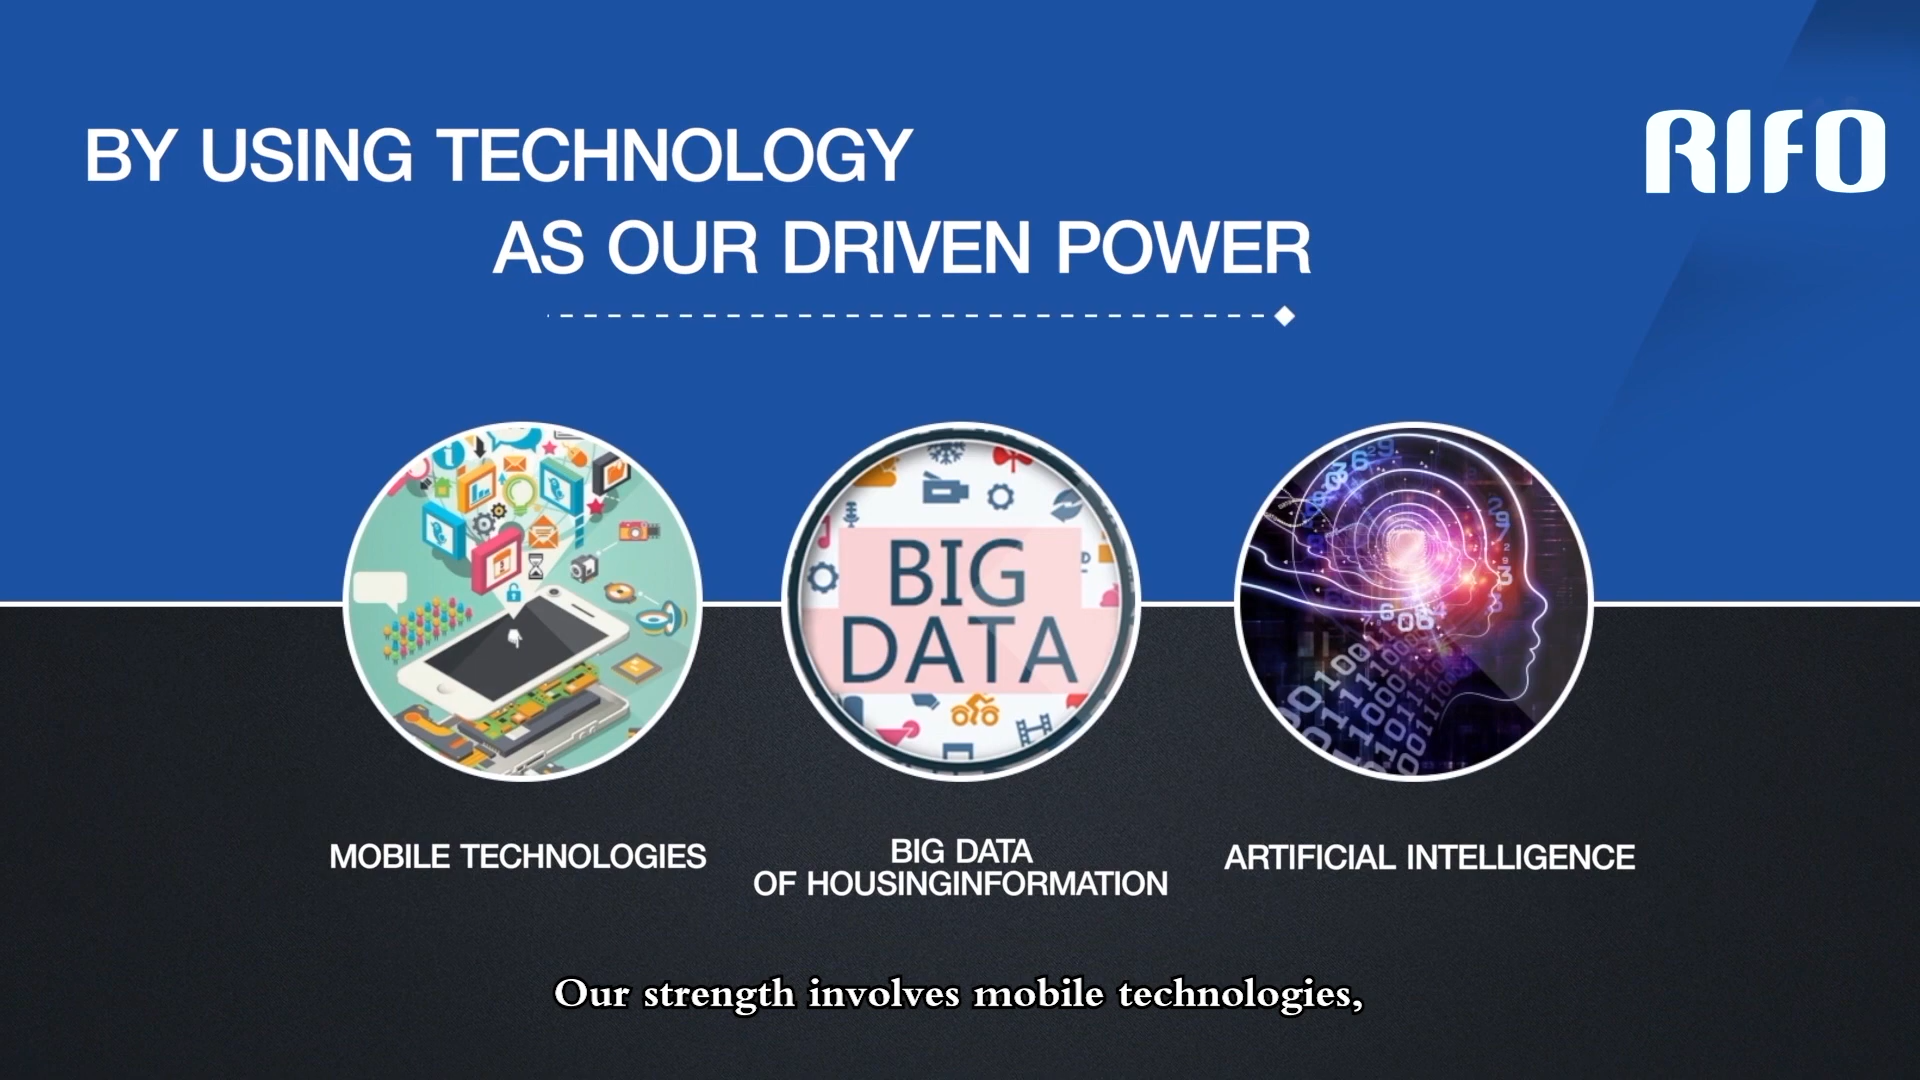 BY USING TECHNOLOGY
RIFO
AS OUR DRIVEN POWER
BIG
DATA
MOBILE TECHNOLOGIES
BIG DATA
OF HOUSINGINFORMATION
ARTIFICIAL INTELLIGENCE
Our strength involves mobile technologies,